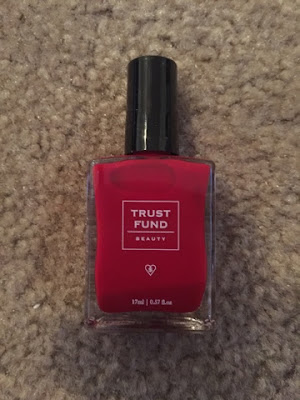 TRUST
FUND
BEAUTY
17ml | 0.57 fl.oz